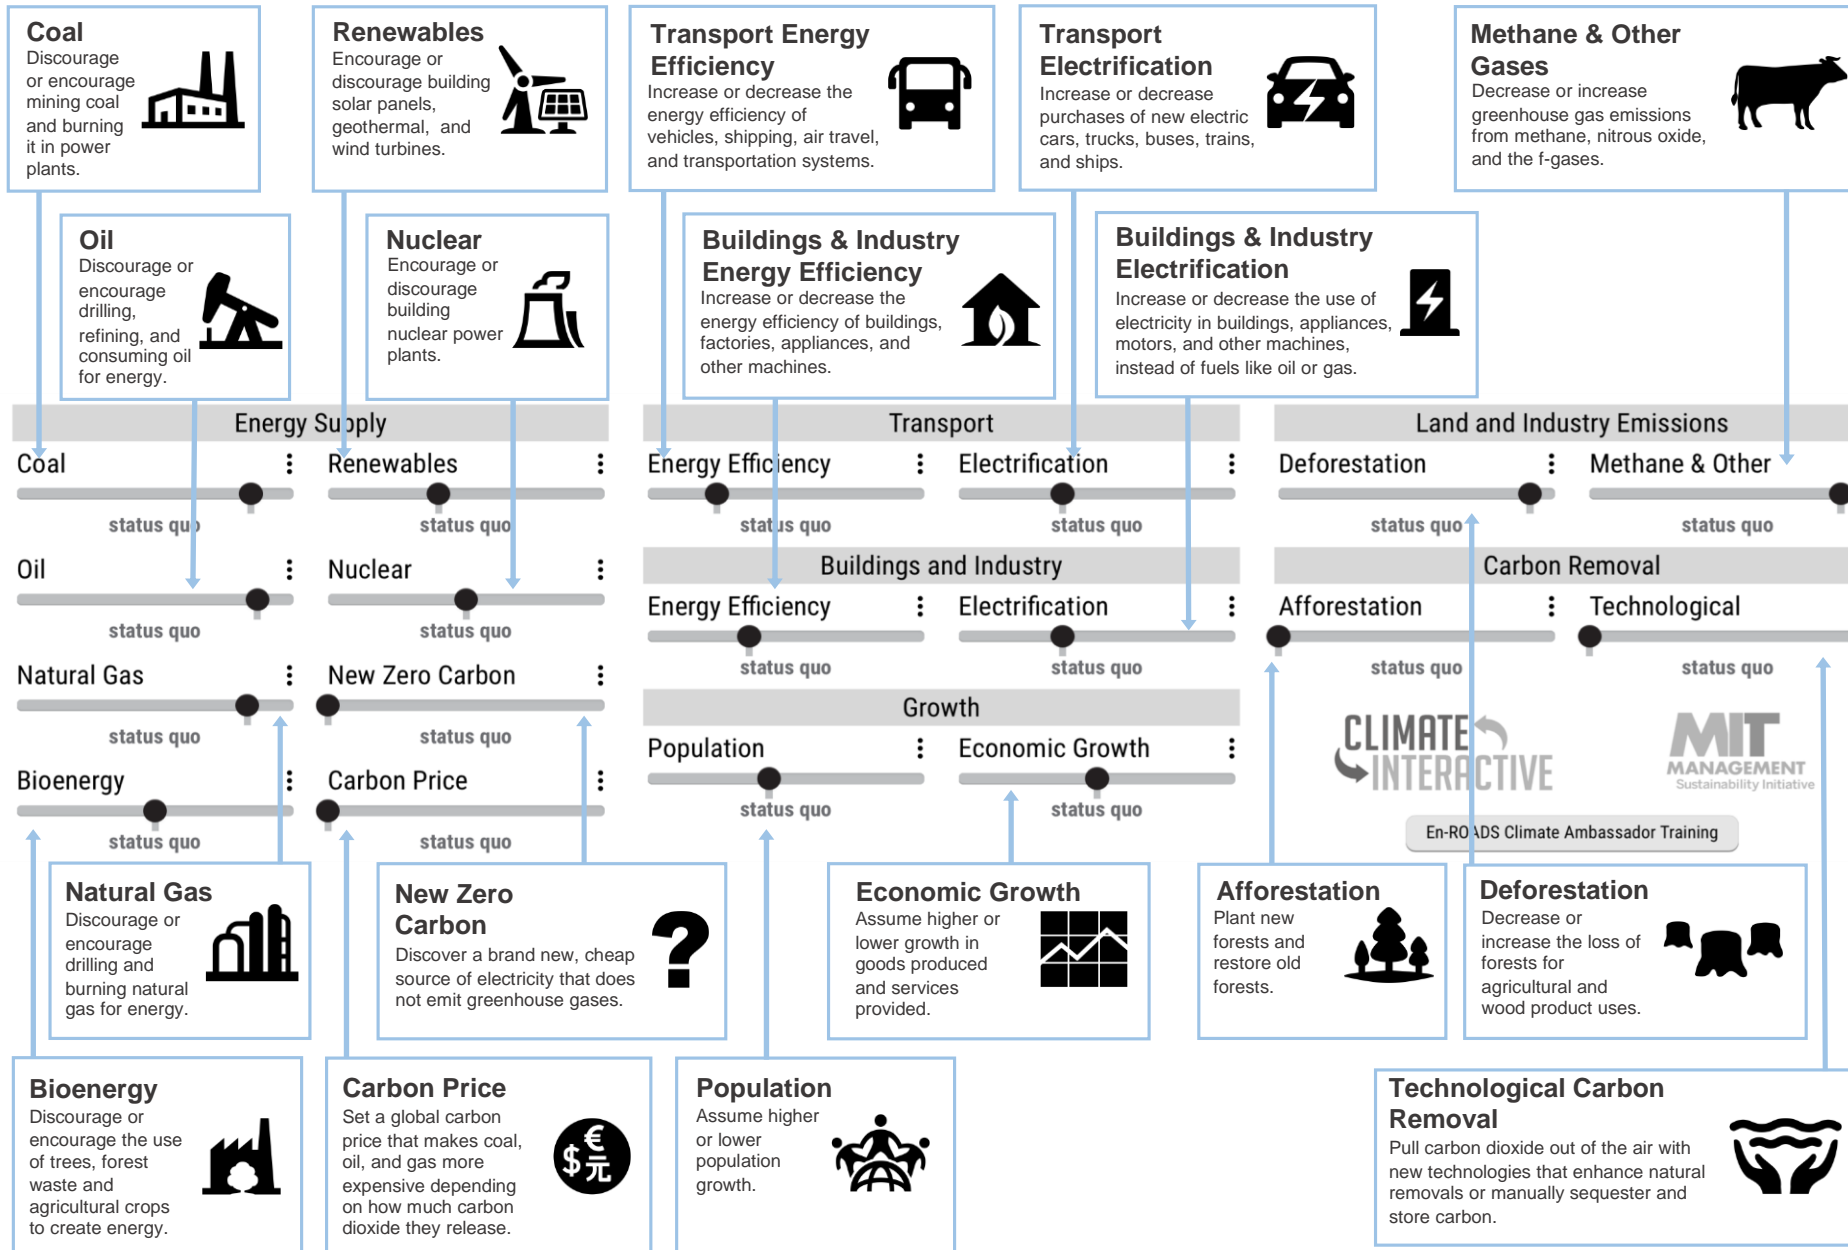 Coal
Discourage
or encourage
mining coal
and burning
it in power
plants.
Renewables
Encourage or
discourage building
solar panels,
geothermal, and
wind turbines.
Transport Energy
Efficiency
Increase or decrease the
energy efficiency of
vehicles, shipping, air travel,
and transportation systems.
Transport
Electrification
Increase or decrease
purchases of new electric
cars, trucks, buses, trains,
and ships.
Methane & Other
Gases
Decrease or increase
greenhouse gas emissions
from methane, nitrous oxide,
and the f-gases.
Oil
Discourage or
encourage
drilling,
refining, and
consuming oil
for energy.
Nuclear
Encourage or
discourage
building
nuclear power
plants.
Buildings & Industry
Energy Efficiency
Increase or decrease the
energy efficiency of buildings,
factories, appliances, and
other machines.
Buildings & Industry
Electrification
Increase or decrease the use of
electricity in buildings, appliances,
motors, and other machines,
instead of fuels like oil or gas.
Energy Supply
Coal
status quo
Renewables
status quo
Oil
status quo
Nuclear
status quo
Natural Gas
status quo
New Zero Carbon
status quo
Bioenergy
status quo
Carbon Price
status quo
Transport
Energy Efficiency
status quo
Electrification
status quo
Buildings and Industry
Energy Efficiency
status quo
Electrification
status quo
Growth
Population
status quo
Economic Growth
status quo
Land and Industry Emissions
Deforestation
status quo
Methane & Other
status quo
Carbon Removal
Afforestation
status quo
Technological
status quo
CLIMATE
INTERACTIVE
MIT
MANAGEMENT
Sustainability Initiative
En-ROADS Climate Ambassador Training
Natural Gas
Discourage or
encourage
drilling and
burning natural
gas for energy.
New Zero
Carbon
Discover a brand new, cheap
source of electricity that does
not emit greenhouse gases.
?
Economic Growth
Assume higher or
lower growth in
goods produced
and services
provided.
Afforestation
Plant new
forests and
restore old
forests.
Deforestation
Decrease or
increase the loss of
forests for
agricultural and
wood product uses.
Bioenergy
Discourage or
encourage the use
of trees, forest
waste and
agricultural crops
to create energy.
Carbon Price
Set a global carbon
price that makes coal,
oil, and gas more
expensive depending
on how much carbon
dioxide they release.
€
$元
Population
Assume higher
or lower
population
growth.
Technological Carbon
Removal
Pull carbon dioxide out of the air with
new technologies that enhance natural
removals or manually sequester and
store carbon.